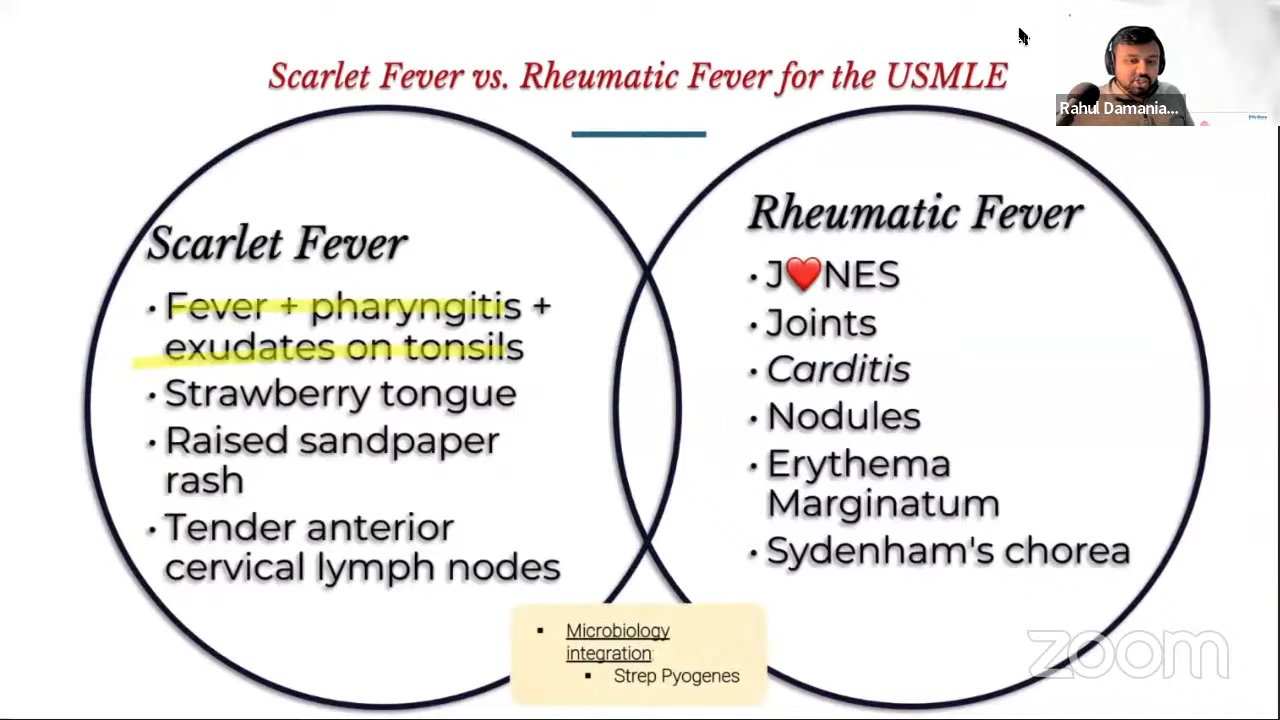 Scarlet Fever vs. Rheumatic Fever for the USMLE
Rahul Damania...
Scarlet Fever
• Fever + pharyngitis +
exudates on tonsils
• Strawberry tongue
• Raised sandpaper
rash
• Tender anterior
cervical lymph nodes
Rheumatic Fever
• J❤️NES
• Joints
• Carditis
• Nodules
• Erythema
Marginatum
• Sydenham's chorea
▪ Microbiology
integration
▪ Strep Pyogenes
zoom